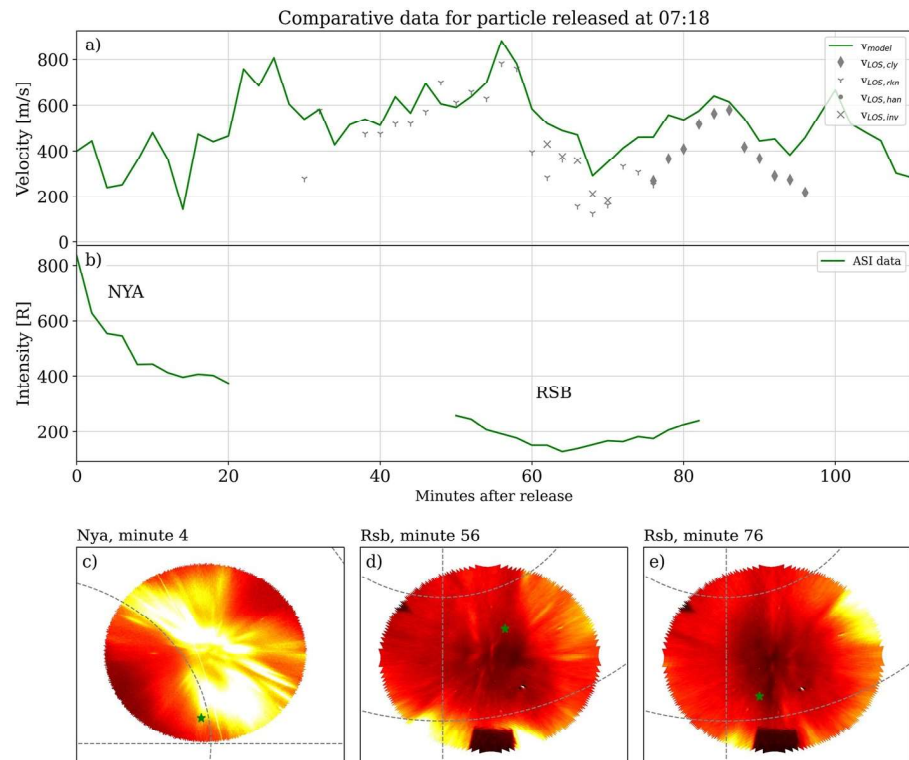 Comparative data for particle released at 07:18
a)
Velocity [m/s]
800
600
400
200
0
v_model
v_LOS,cly
v_LOS,rkn
v_LOS,han
v_LOS,inv
b)
NYA
RSB
ASI data
Intensity [R]
800
600
400
200
0 20 40 60 80 100
Minutes after release
Nya, minute 4
c)
Rsb, minute 56
d)
Rsb, minute 76
e)